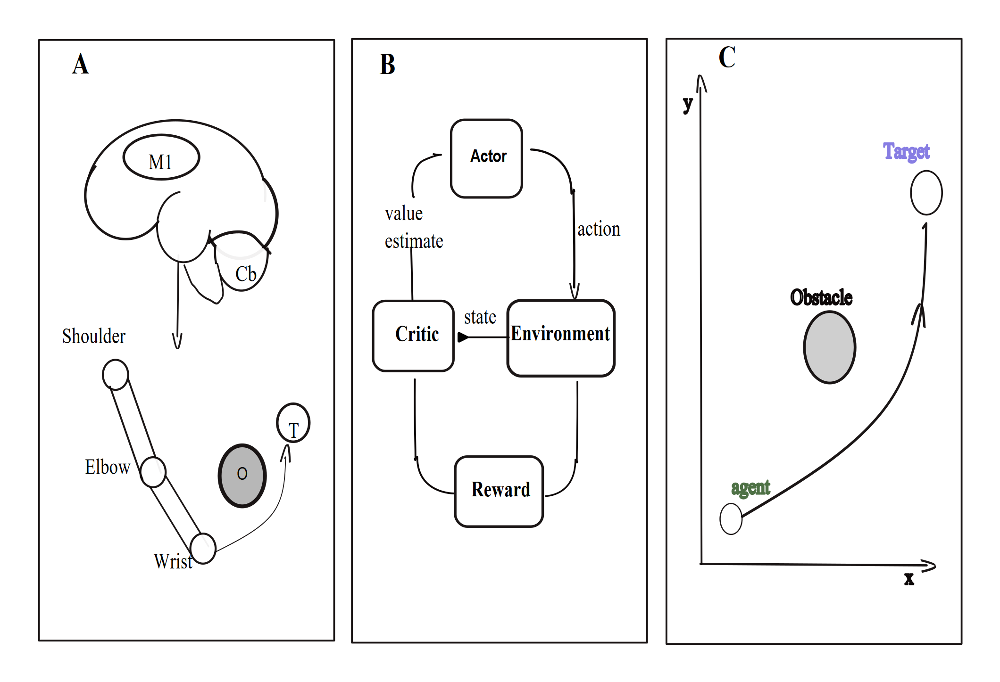 A
M1
Cb
Shoulder
Elbow
Wrist
O
T
B
Actor
value
estimate
action
state
Critic
Environment
Reward
C
y
Target
Obstacle
agent
x